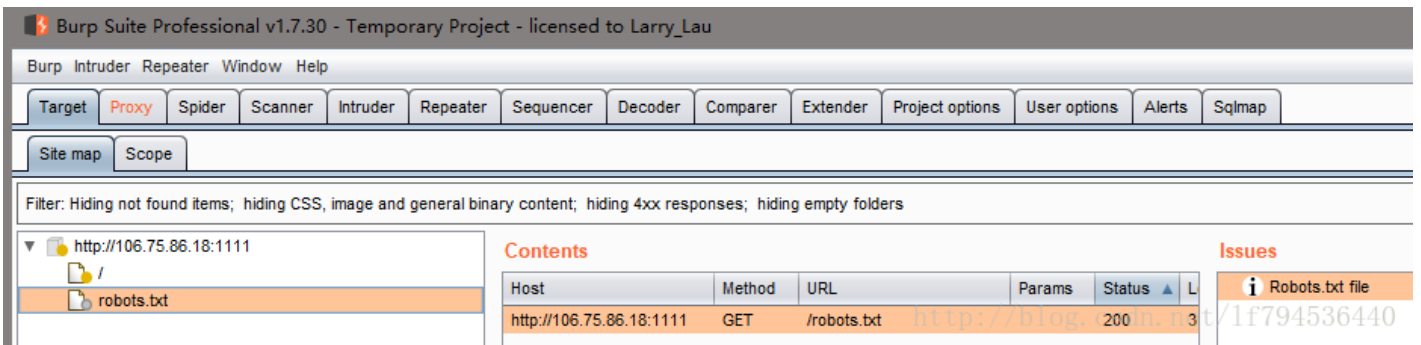 Burp Suite Professional v1.7.30 - Temporary Project - licensed to Larry_Lau
Burp Intruder Repeater Window Help
Target Proxy Spider Scanner Intruder Repeater Sequencer Decoder Comparer Extender Project options User options Alerts Sqlmap
Site map Scope
Filter: Hiding not found items; hiding CSS, image and general binary content; hiding 4xx responses; hiding empty folders
http://106.75.86.18:1111
/
robots.txt
Contents
Host Method URL Params Status
http://106.75.86.18:1111 GET /robots.txt 200 3
Issues
Robots.txt file
http://blog.csdn.net/lf794536440